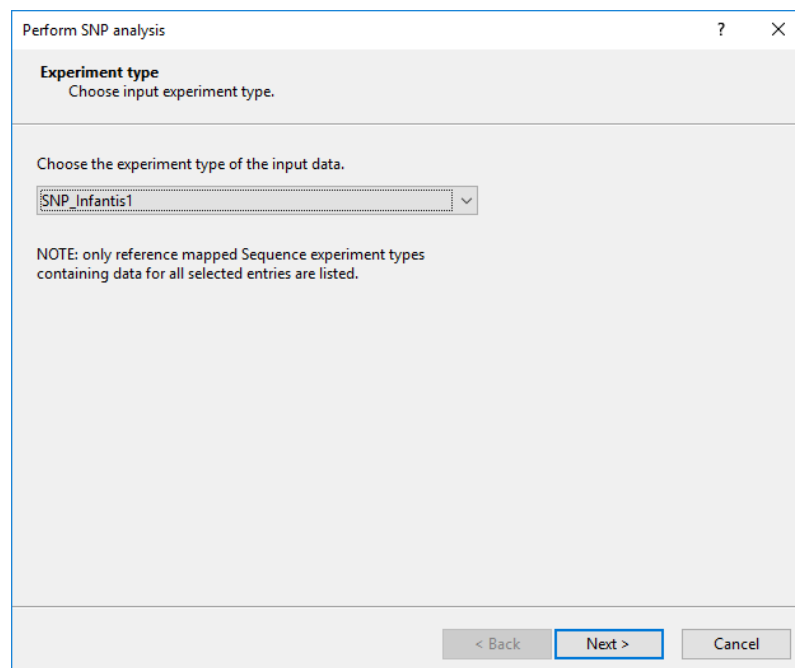 Perform SNP analysis
?
Experiment type
Choose input experiment type.
Choose the experiment type of the input data.
SNP_Infantis1
NOTE: only reference mapped Sequence experiment types
containing data for all selected entries are listed.
< Back Next > Cancel